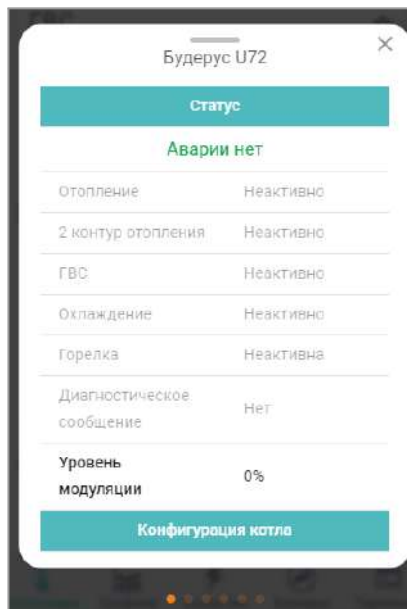 Будерус U72
Статус
Аварии нет
Отопление Неактивно
2 контур отопления Неактивно
ГВС Неактивно
Охлаждение Неактивно
Горелка Неактивна
Диагностическое
сообщение Нет
Уровень
модуляции 0%
Конфигурация котла